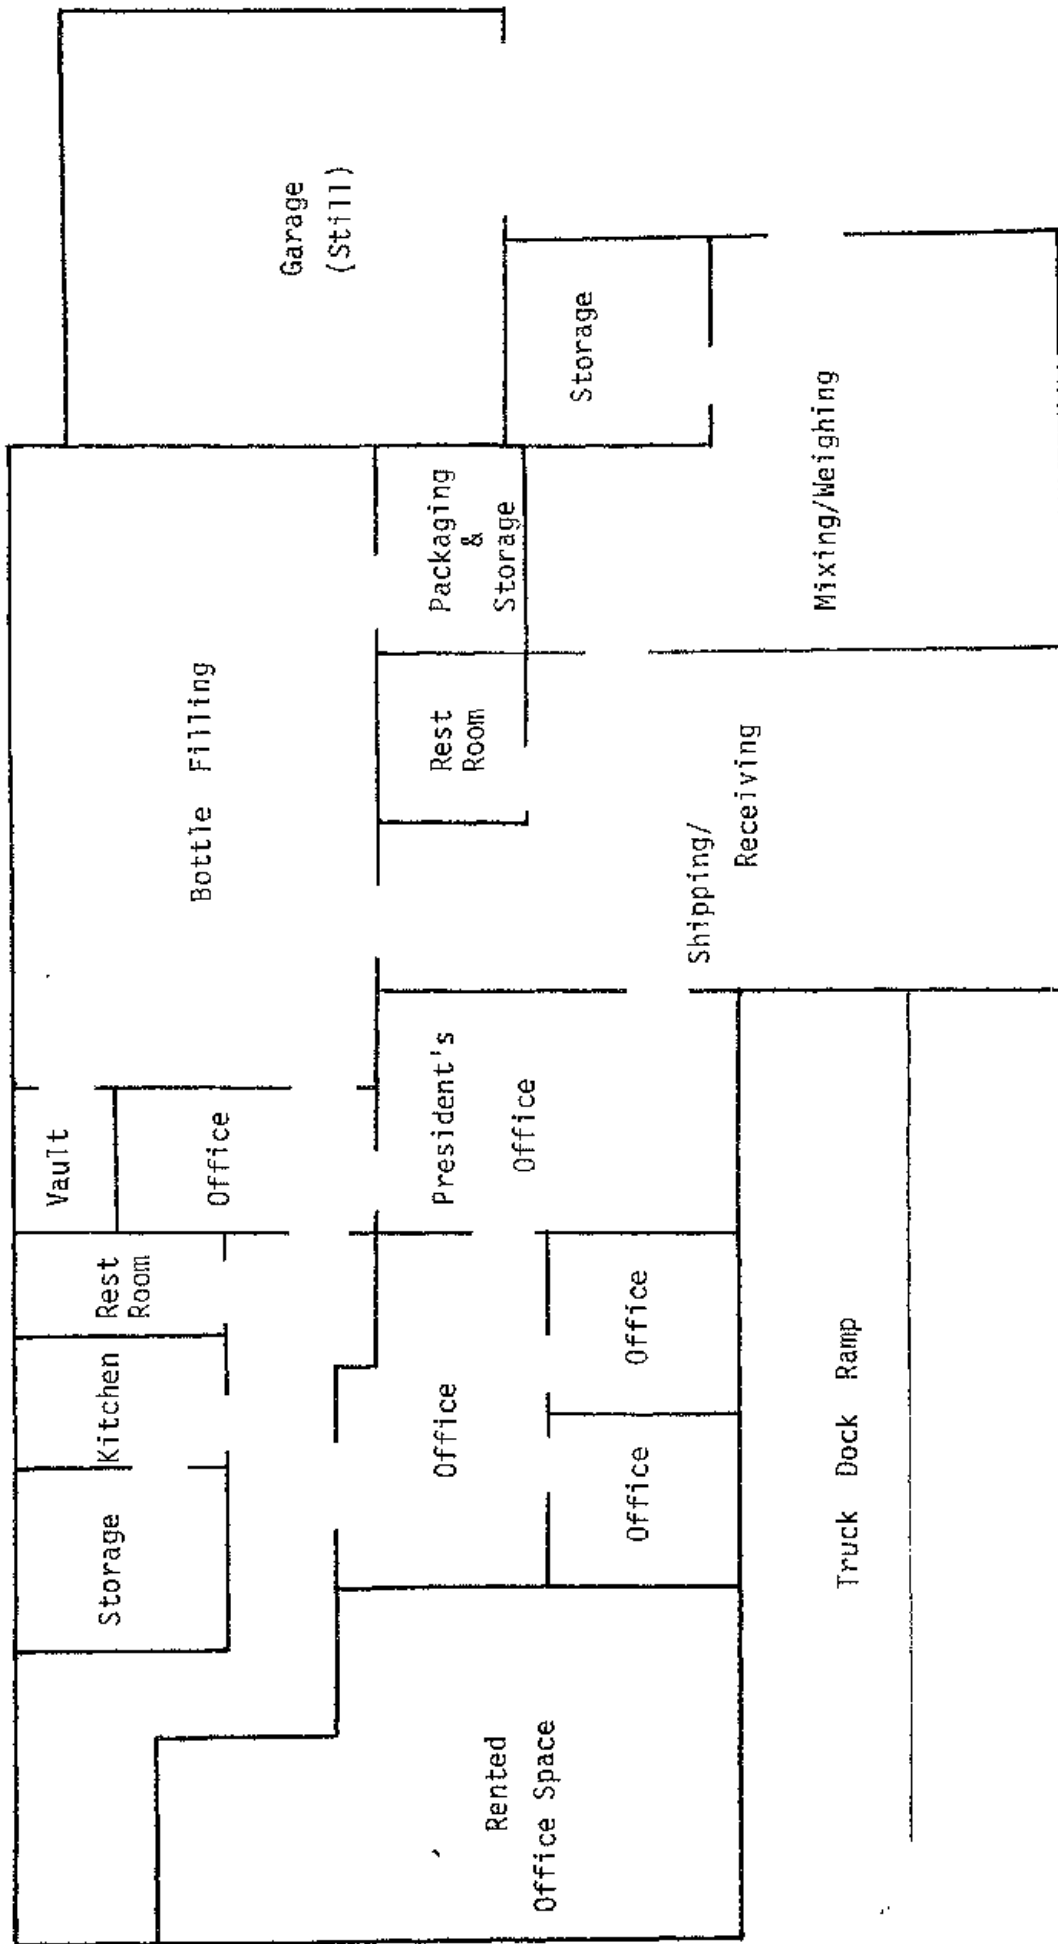 Storage
Kitchen
Rest
Room
Vault
Office
Bottle Filling
Garage
(Still)
Rented
Office Space
Office
Office
Office
President's
Office
Rest
Room
Packaging
&
Storage
Storage
Shipping/
Receiving
Mixing/Weighing
Truck Dock Ramp